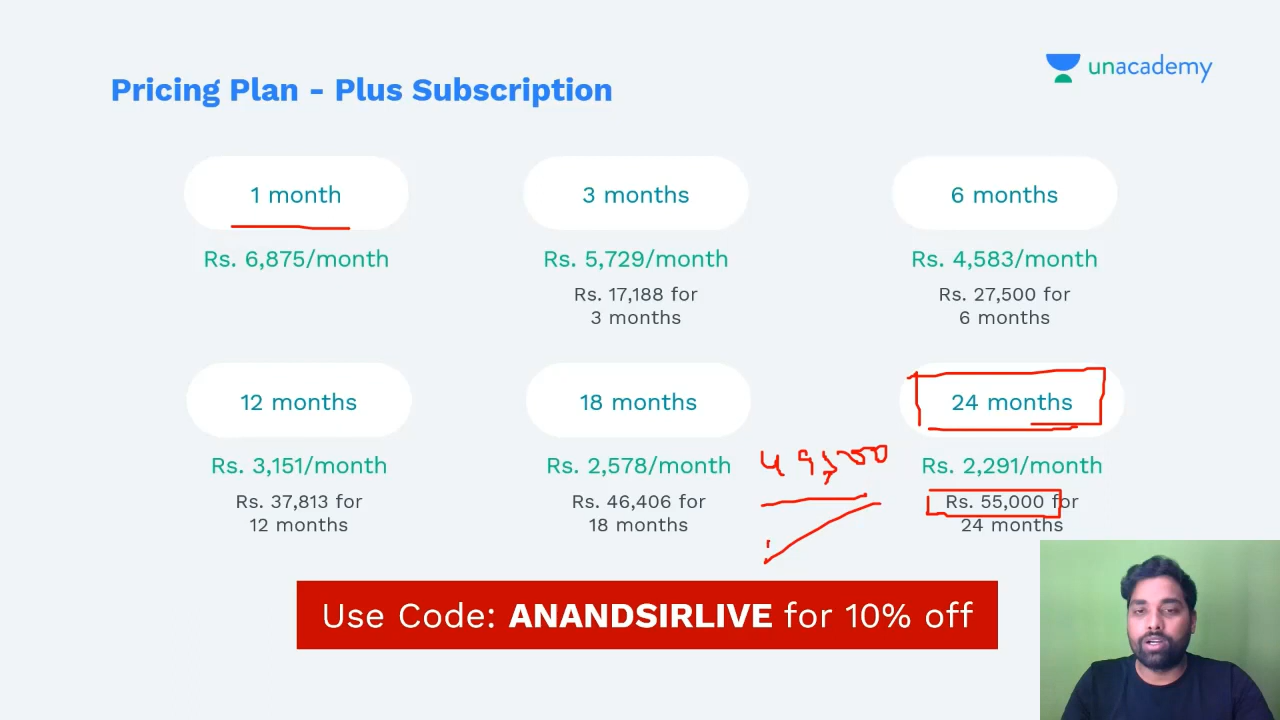 unacademy
Pricing Plan - Plus Subscription
1 month
3 months
6 months
Rs. 6,875/month
Rs. 5,729/month
Rs. 4,583/month
Rs. 17,188 for
3 months
Rs. 27,500 for
6 months
12 months
18 months
24 months
Rs. 3,151/month
Rs. 2,578/month
49,500
Rs. 2,291/month
Rs. 37,813 for
12 months
Rs. 46,406 for
18 months
Rs. 55,000 for
24 months
Use Code: ANANDSIRLIVE for 10% off